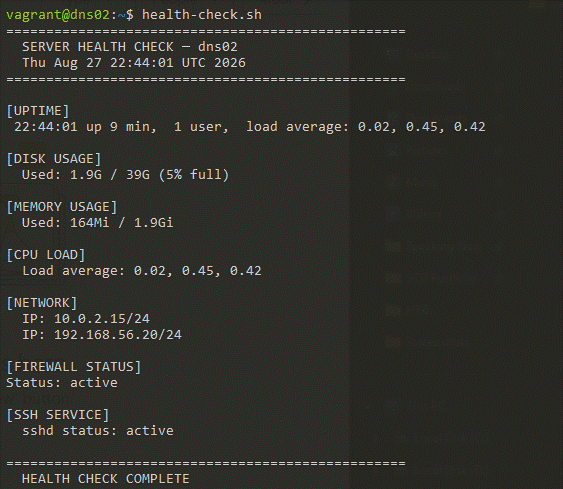 vagrant@dns02:~$ health-check.sh
==================================================
  SERVER HEALTH CHECK — dns02
  Thu Aug 27 22:44:01 UTC 2026
==================================================

[UPTIME]
 22:44:01 up 9 min,  1 user,  load average: 0.02, 0.45, 0.42

[DISK USAGE]
  Used: 1.9G / 39G (5% full)

[MEMORY USAGE]
  Used: 164Mi / 1.9Gi

[CPU LOAD]
  Load average: 0.02, 0.45, 0.42

[NETWORK]
  IP: 10.0.2.15/24
  IP: 192.168.56.20/24

[FIREWALL STATUS]
Status: active

[SSH SERVICE]
  sshd status: active

==================================================
  HEALTH CHECK COMPLETE